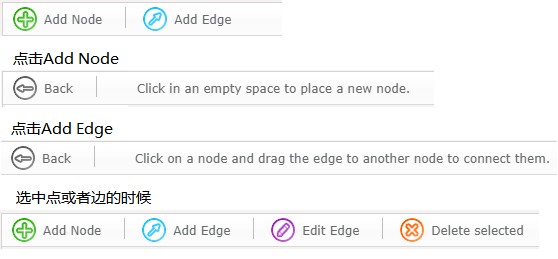 Add Node Add Edge
点击Add Node
Back Click in an empty space to place a new node.
点击Add Edge
Back Click on a node and drag the edge to another node to connect them.
选中点或者边的时候
Add Node Add Edge Edit Edge Delete selected